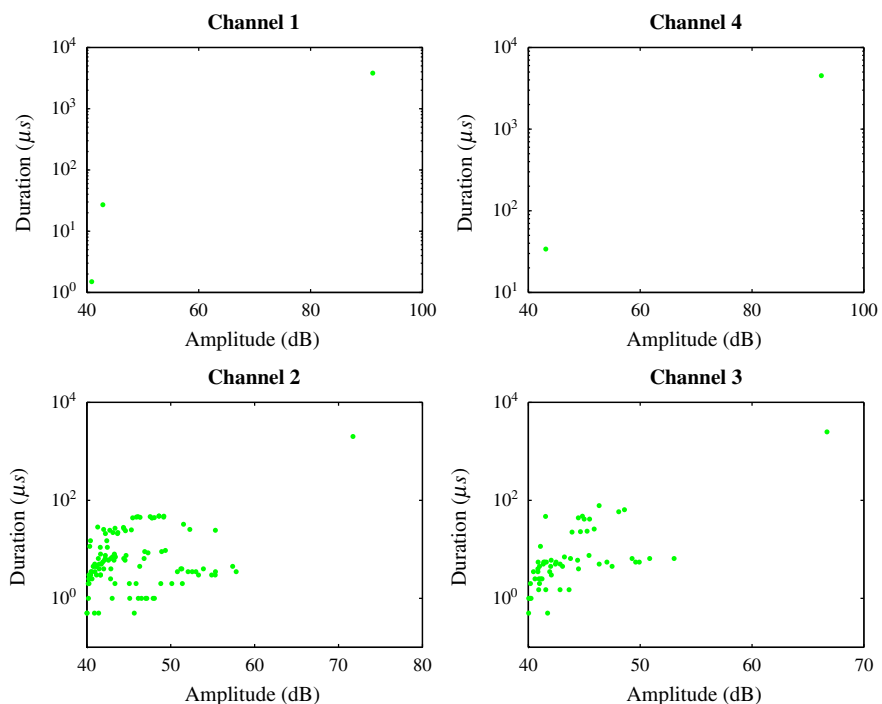 Channel 1
10^4
10^3
10^2
10^1
10^0
Duration (μs)
40 60 80 100
Amplitude (dB)
Channel 4
10^4
10^3
10^2
10^1
Duration (μs)
40 60 80 100
Amplitude (dB)
Channel 2
10^4
10^2
10^0
Duration (μs)
40 50 60 70 80
Amplitude (dB)
Channel 3
10^4
10^2
10^0
Duration (μs)
40 50 60 70
Amplitude (dB)